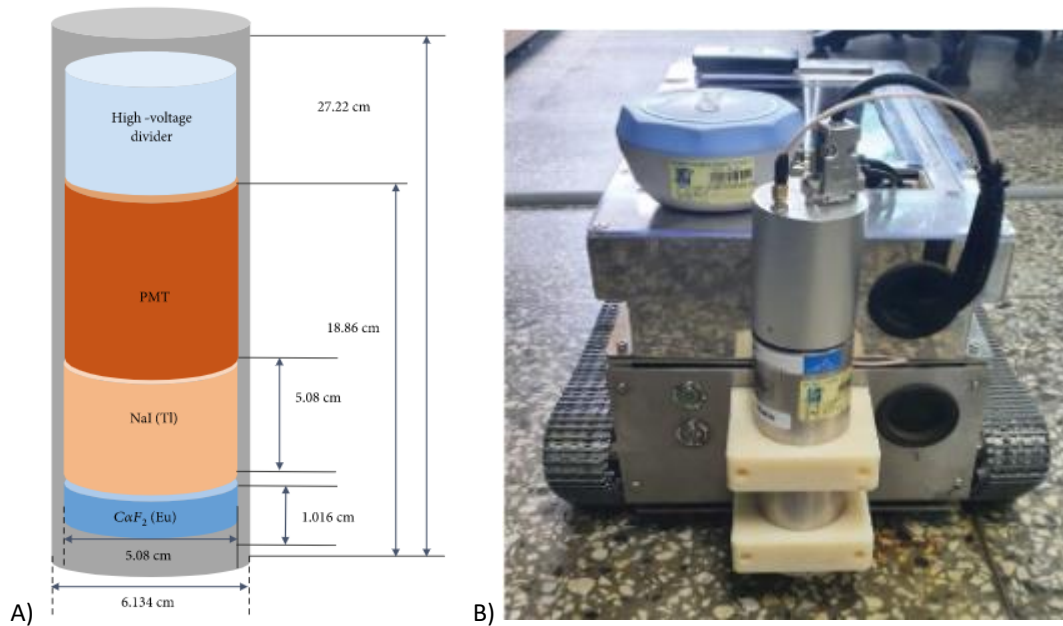 High -voltage
divider
27.22 cm
PMT
18.86 cm
NaI (Tl)
5.08 cm
CαF₂ (Eu)
1.016 cm
5.08 cm
6.134 cm
A)
B)